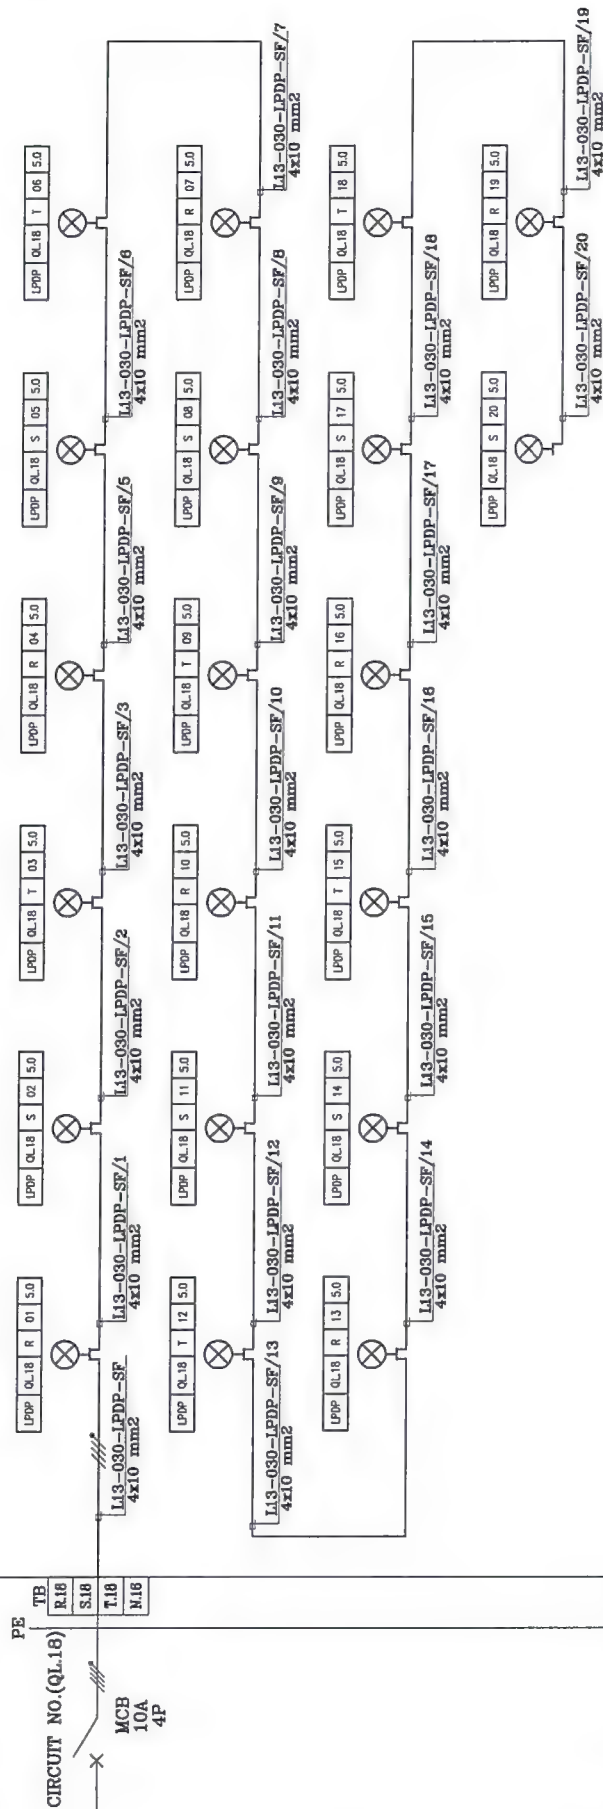 CIRCUIT NO.(QL.18)
MCB
10A
4P
PE
TB
R.18
S.18
T.18
N.16
L13-030-LPDP-SF
4x10 mm2
LPDP QL.18 R 01 5.0
L13-030-LPDP-SF/1
4x10 mm2
LPDP QL.18 S 02 5.0
L13-030-LPDP-SF/2
4x10 mm2
LPDP QL.18 T 03 5.0
L13-030-LPDP-SF/3
4x10 mm2
LPDP QL.18 R 04 5.0
L13-030-LPDP-SF/5
4x10 mm2
LPDP QL.18 S 05 5.0
L13-030-LPDP-SF/6
4x10 mm2
LPDP QL.18 T 06 5.0
L13-030-LPDP-SF/7
4x10 mm2
LPDP QL.18 R 07 5.0
L13-030-LPDP-SF/8
4x10 mm2
LPDP QL.18 S 08 5.0
L13-030-LPDP-SF/9
4x10 mm2
LPDP QL.18 T 09 5.0
L13-030-LPDP-SF/10
4x10 mm2
LPDP QL.18 R 10 5.0
L13-030-LPDP-SF/11
4x10 mm2
LPDP QL.18 S 11 5.0
L13-030-LPDP-SF/12
4x10 mm2
LPDP QL.18 T 12 5.0
L13-030-LPDP-SF/13
4x10 mm2
LPDP QL.18 R 13 5.0
L13-030-LPDP-SF/14
4x10 mm2
LPDP QL.18 S 14 5.0
L13-030-LPDP-SF/15
4x10 mm2
LPDP QL.18 T 15 5.0
L13-030-LPDP-SF/16
4x10 mm2
LPDP QL.18 R 16 5.0
L13-030-LPDP-SF/17
4x10 mm2
LPDP QL.18 S 17 5.0
L13-030-LPDP-SF/18
4x10 mm2
LPDP QL.18 T 18 5.0
L13-030-LPDP-SF/19
4x10 mm2
LPDP QL.18 R 19 5.0
L13-030-LPDP-SF/20
4x10 mm2
LPDP QL.18 S 20 5.0